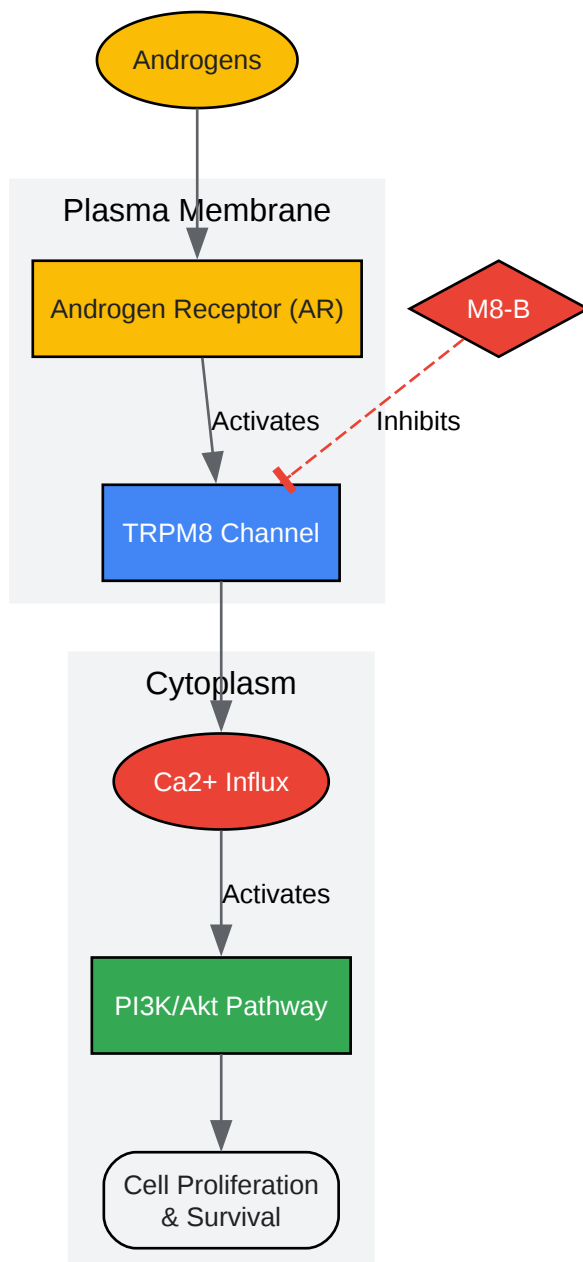 Androgens
Plasma Membrane
Androgen Receptor (AR)
M8-B
Activates
Inhibits
TRPM8 Channel
Cytoplasm
Ca2+ Influx
Activates
PI3K/Akt Pathway
Cell Proliferation
& Survival